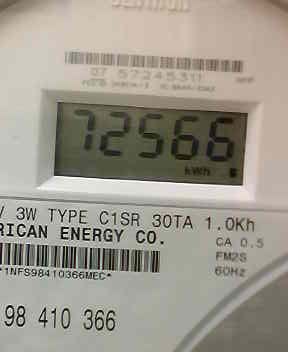 07 57245311
72566
kWh
V 3W TYPE C1SR 30TA 1.0Kh
RICAN ENERGY CO.
CA 0.5
FM2S
*1NFS98410366MEC*
60Hz
98 410 366